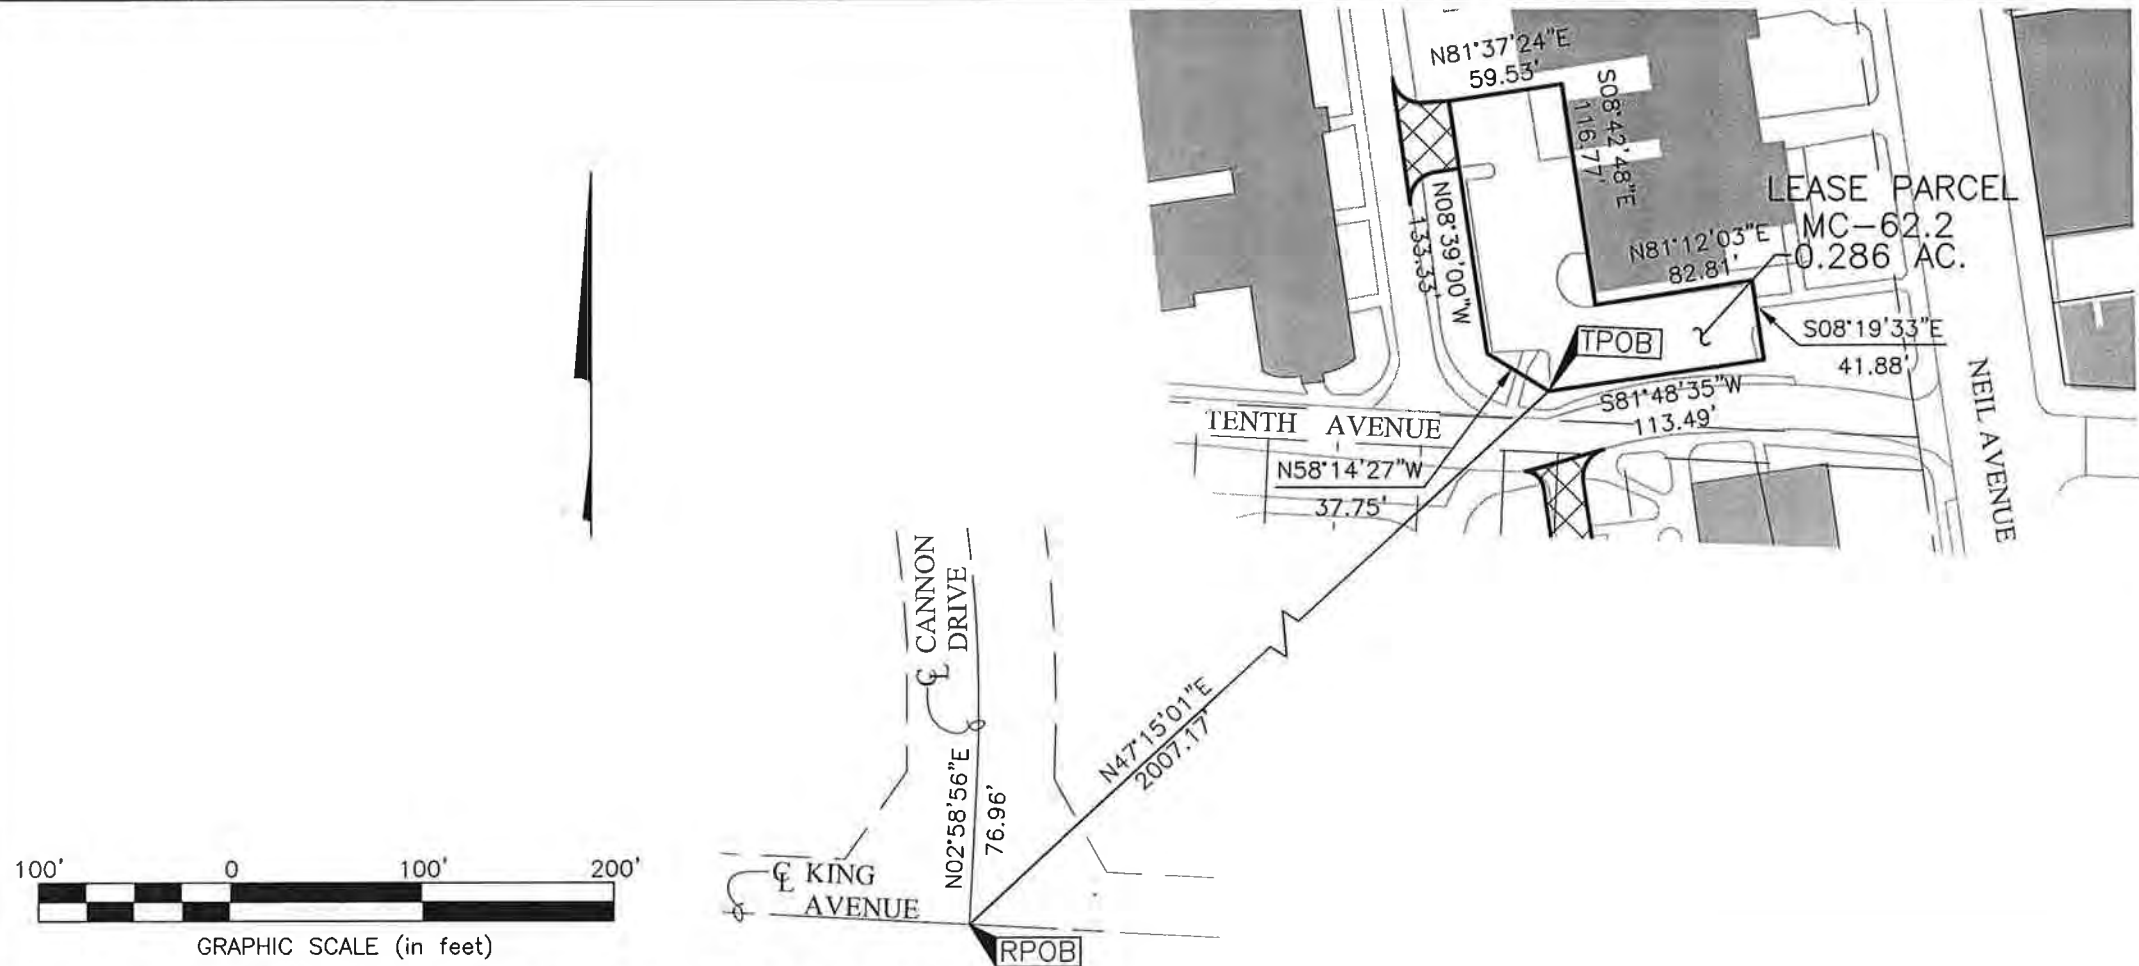 N81°37'24"E
59.53'
S08°42'48"E
116.77'
LEASE PARCEL
MC-62.2
0.286 AC.
N81°12'03"E
82.81'
N08°39'00"W
133.33'
TPOB
S08°19'33"E
41.88'
S81°48'35"W
113.49'
TENTH AVENUE
NEIL AVENUE
N58°14'27"W
37.75'
℄ CANNON
DRIVE
N47°15'01"E
2007.17'
N02°58'56"E
76.96'
℄ KING
AVENUE
RPOB
100' 0 100' 200'
GRAPHIC SCALE (in feet)